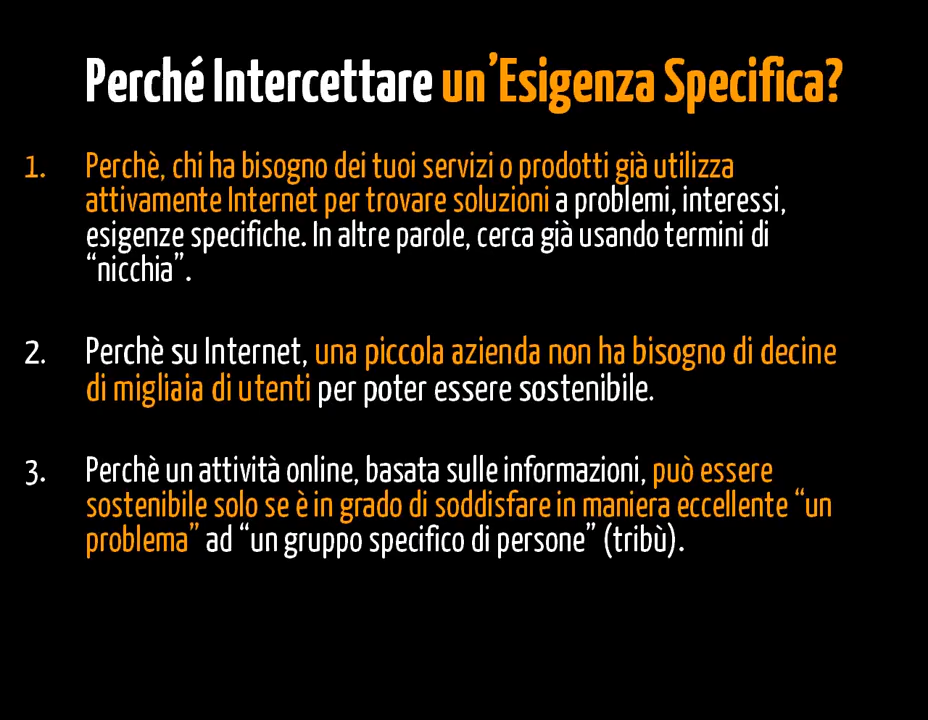 Perché Intercettare un’Esigenza Specifica?
1. Perchè, chi ha bisogno dei tuoi servizi o prodotti già utilizza
attivamente Internet per trovare soluzioni a problemi, interessi,
esigenze specifiche. In altre parole, cerca già usando termini di
“nicchia”.
2. Perchè su Internet, una piccola azienda non ha bisogno di decine
di migliaia di utenti per poter essere sostenibile.
3. Perchè un attività online, basata sulle informazioni, può essere
sostenibile solo se è in grado di soddisfare in maniera eccellente “un
problema” ad “un gruppo specifico di persone” (tribù).